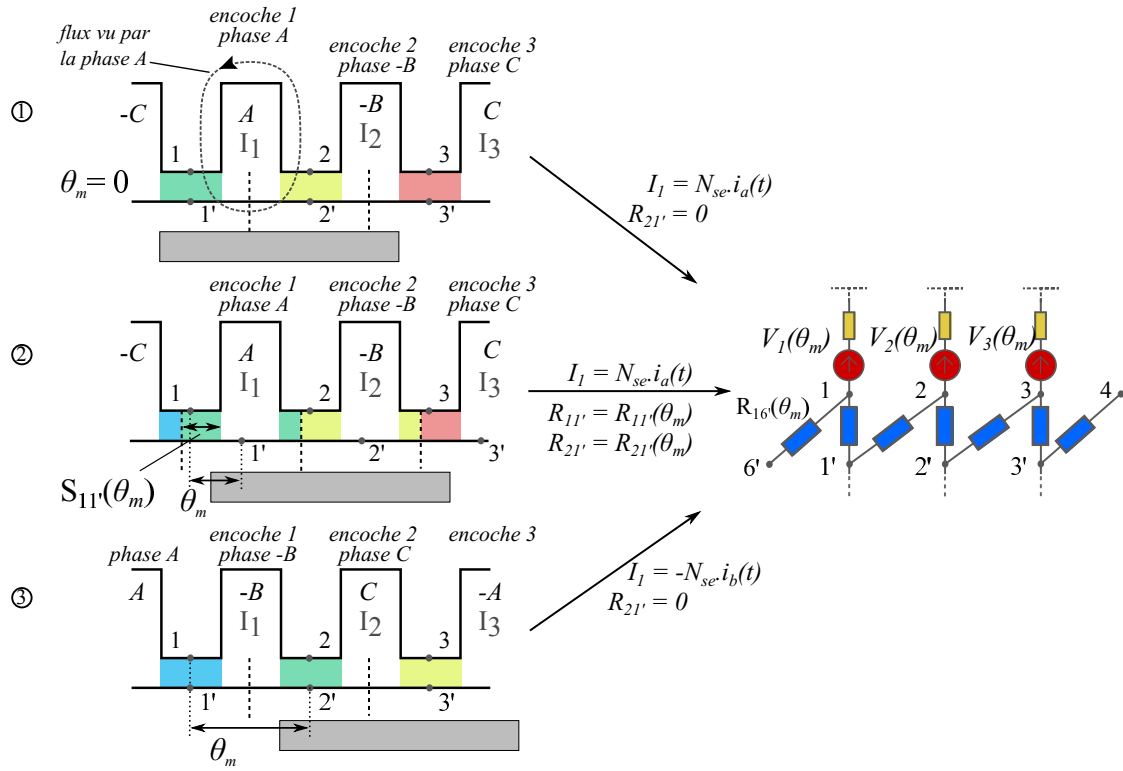 flux vu par
la phase A
encoche 1
phase A
encoche 2
phase -B
encoche 3
phase C
①
-C
A
-B
C
I1
I2
I3
1
2
3
θm = 0
1'
2'
3'
I1 = Nse.ia(t)
R21' = 0
encoche 1
phase A
encoche 2
phase -B
encoche 3
phase C
②
-C
A
-B
C
I1
I2
I3
1
2
3
1'
2'
3'
S11'(θm)
θm
I1 = Nse.ia(t)
R11' = R11'(θm)
R21' = R21'(θm)
V1(θm)
V2(θm)
V3(θm)
1
2
3
4
R16'(θm)
6'
1'
2'
3'
phase A
encoche 1
phase -B
encoche 2
phase C
encoche 3
③
A
-B
C
-A
I1
I2
I3
1
2
3
1'
2'
3'
θm
I1 = -Nse.ib(t)
R21' = 0